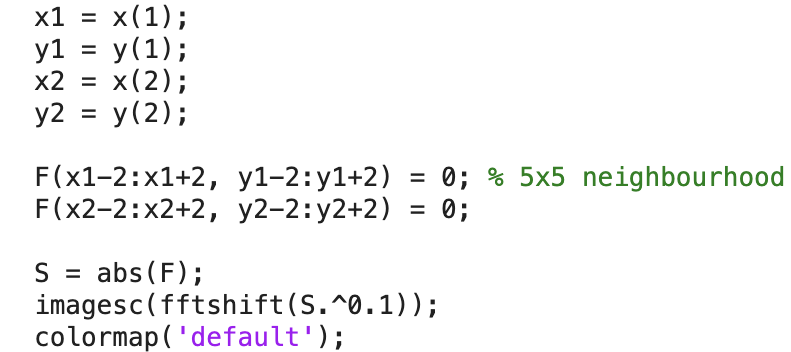 x1 = x(1);
y1 = y(1);
x2 = x(2);
y2 = y(2);
F(x1-2:x1+2, y1-2:y1+2) = 0; % 5x5 neighbourhood
F(x2-2:x2+2, y2-2:y2+2) = 0;
S = abs(F);
imagesc(fftshift(S.^0.1));
colormap('default');